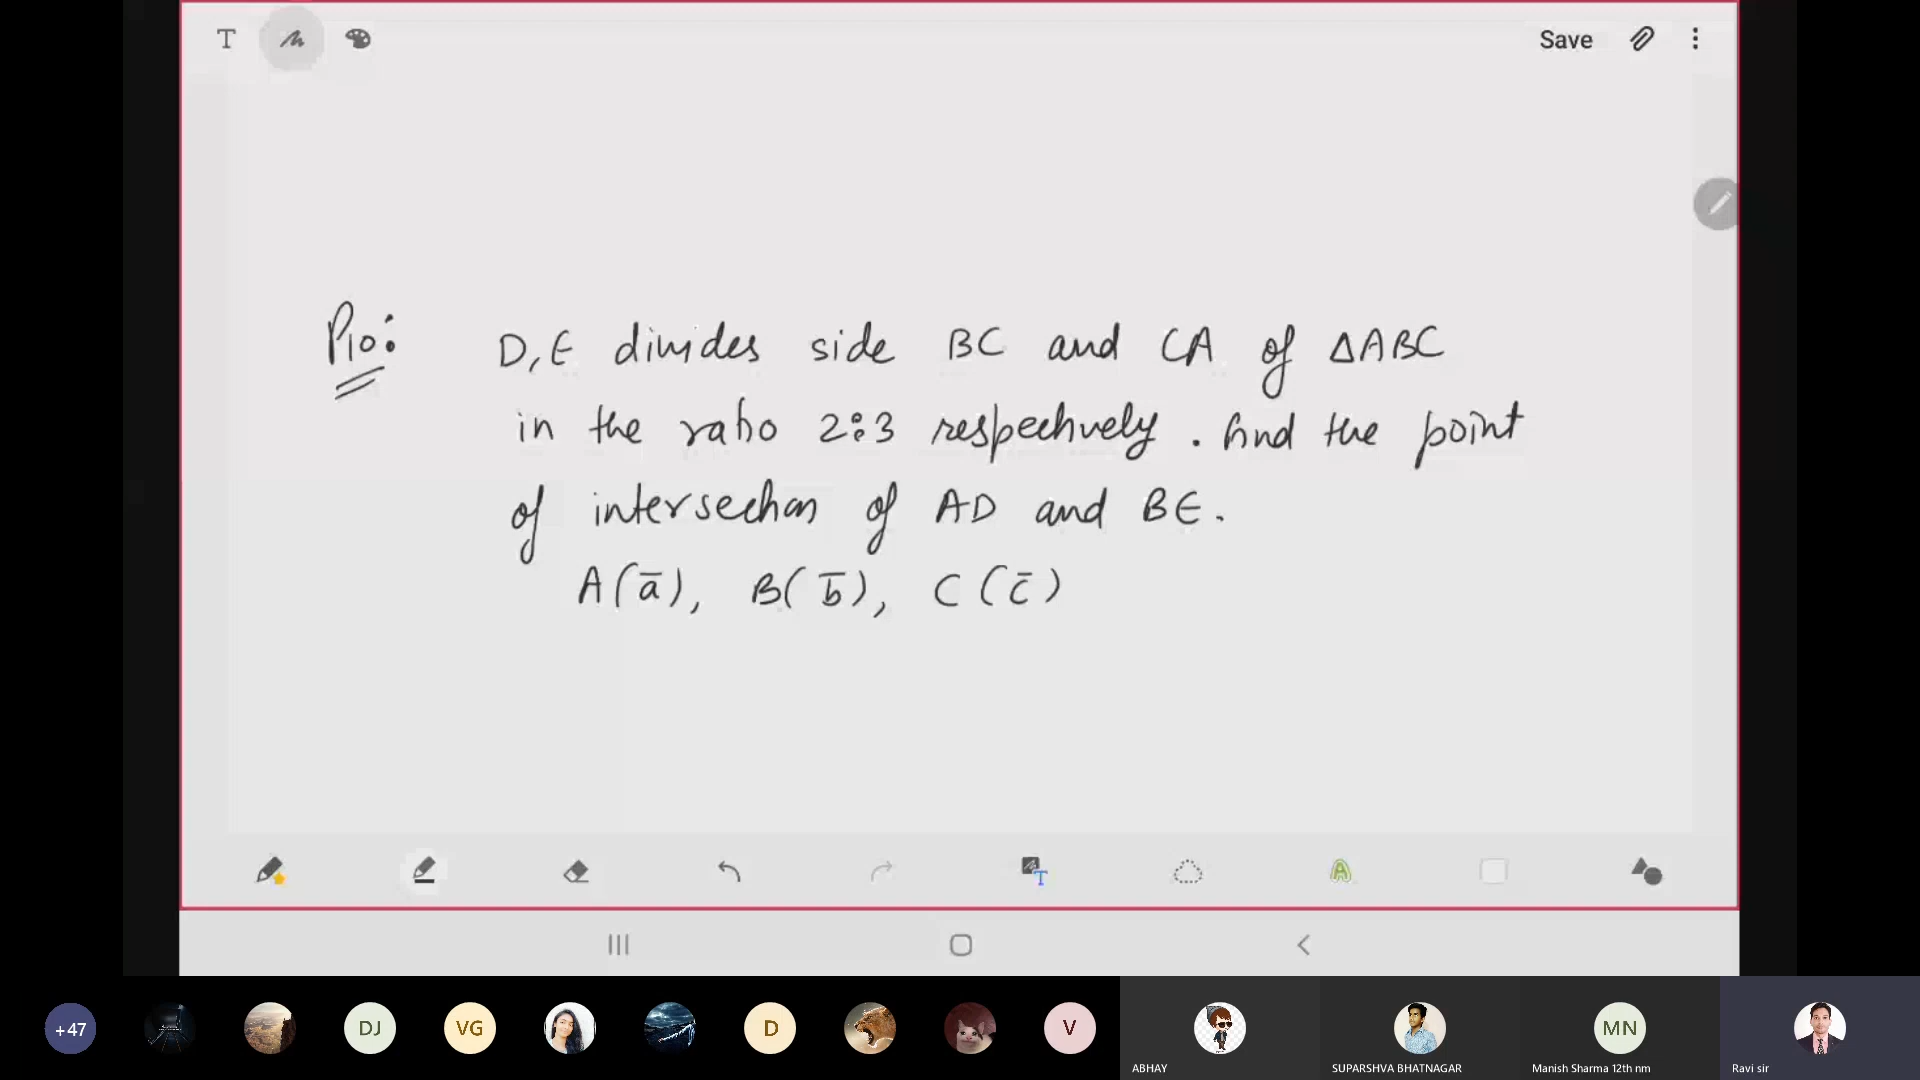 T
Save
P10:
D, E divides side BC and CA of ΔABC
in the ratio 2:3 respectively. find the point
of intersection of AD and BE.
A(a̅), B(b̅), C(c̅)
T
A
+47
DJ
VG
D
V
MN
ABHAY
SUPARSHVA BHATNAGAR
Manish Sharma 12th nm
Ravi sir